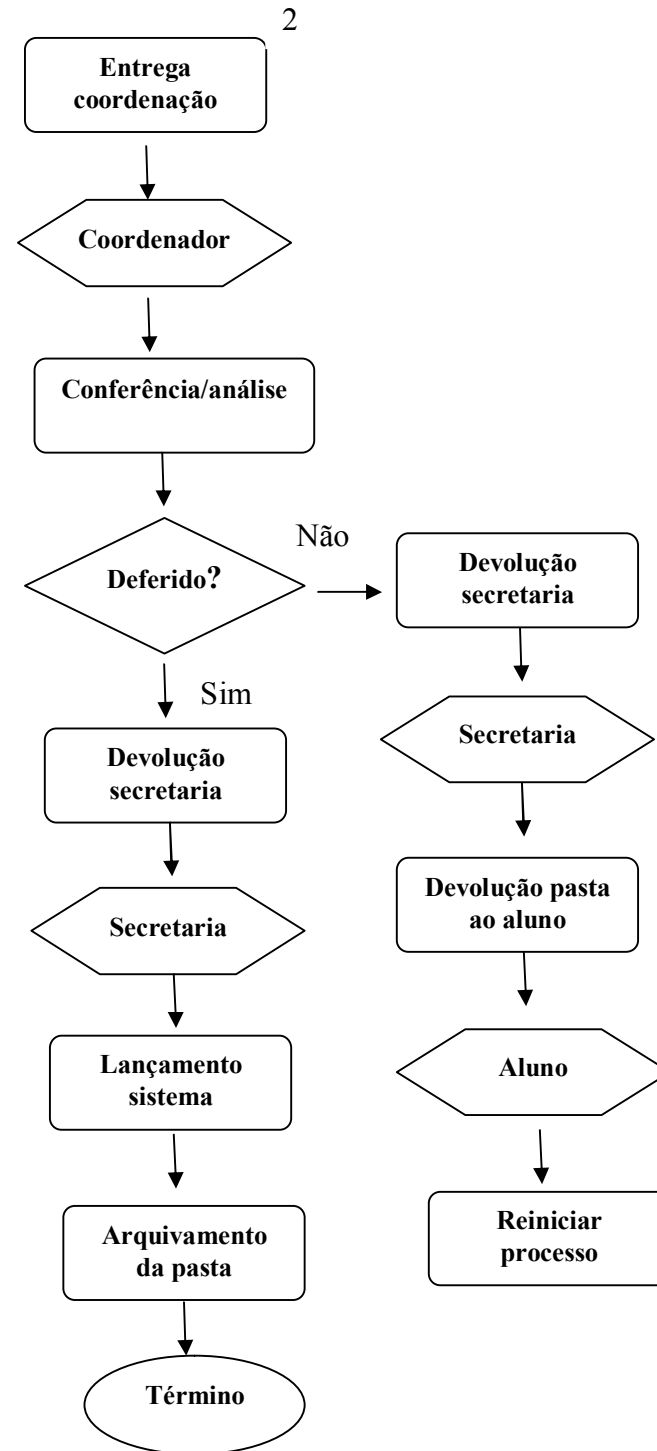 2
Entrega
coordenação
Coordenador
Conferência/análise
Deferido?
Não
Devolução
secretaria
Sim
Devolução
secretaria
Secretaria
Secretaria
Devolução pasta
ao aluno
Lançamento
sistema
Aluno
Arquivamento
da pasta
Reiniciar
processo
Término